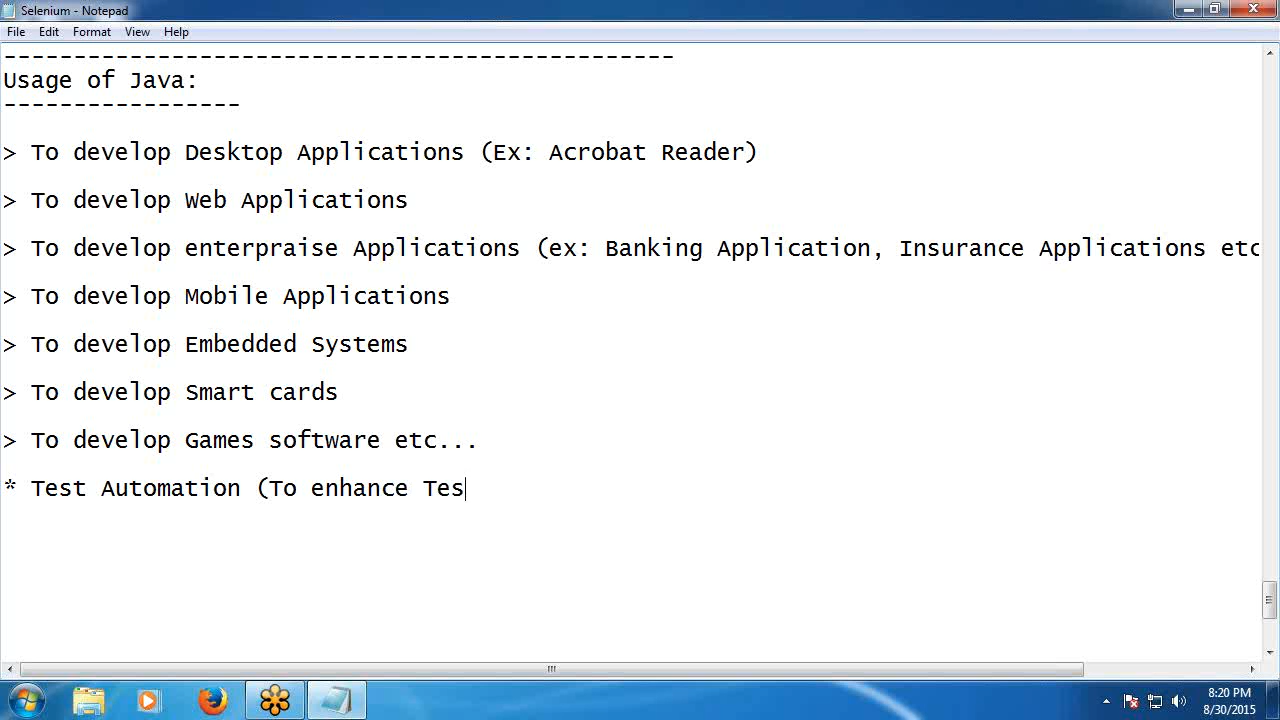 Selenium - Notepad
File Edit Format View Help
------------------------------------------------
Usage of Java:
-----------------
> To develop Desktop Applications (Ex: Acrobat Reader)
> To develop Web Applications
> To develop enterpraise Applications (ex: Banking Application, Insurance Applications etc
> To develop Mobile Applications
> To develop Embedded Systems
> To develop Smart cards
> To develop Games software etc...
* Test Automation (To enhance Tes
8:20 PM
8/30/2015